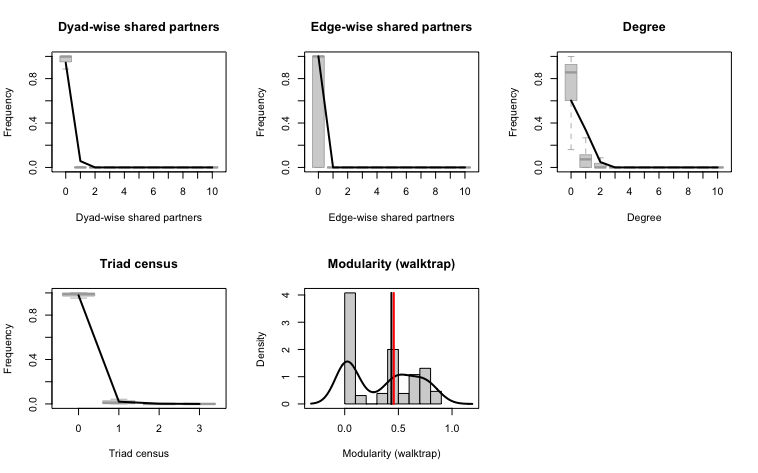 Dyad-wise shared partners
Frequency
0.0 0.4 0.8
0 2 4 6 8 10
Dyad-wise shared partners
Edge-wise shared partners
Frequency
0.0 0.4 0.8
0 2 4 6 8 10
Edge-wise shared partners
Degree
Frequency
0.0 0.4 0.8
0 2 4 6 8 10
Degree
Triad census
Frequency
0.0 0.4 0.8
0 1 2 3
Triad census
Modularity (walktrap)
Density
0 1 2 3 4
0.0 0.5 1.0
Modularity (walktrap)